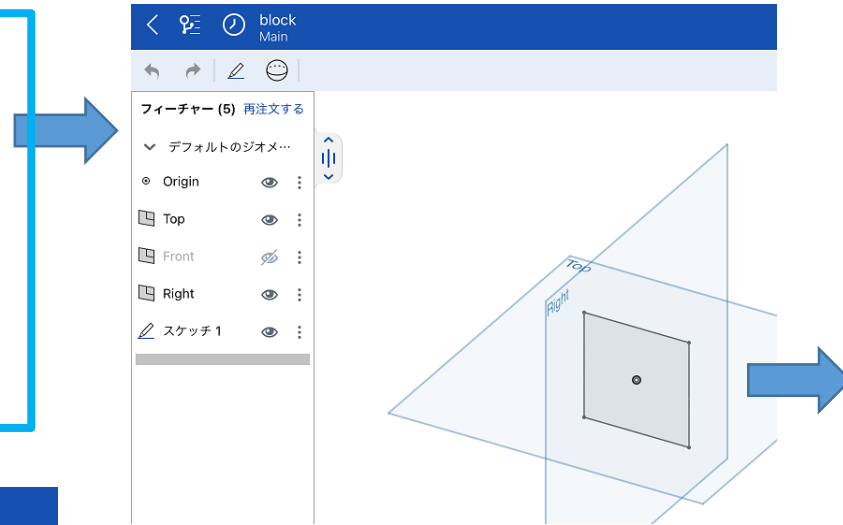 block
Main
フィーチャー (5) 再注文する
デフォルトのジオメ…
Origin
Top
Front
Right
スケッチ 1
Top
Right